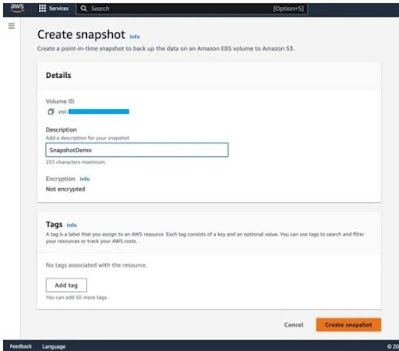 aws Services Search [Option+S]
Create snapshot Info
Create a point-in-time snapshot to back up the data on an Amazon EBS volume to Amazon S3.
Details
Volume ID
vol-
Description
Add a description for your snapshot
SnapshotDemo
255 characters maximum.
Encryption Info
Not encrypted
Tags Info
A tag is a label that you assign to an AWS resource. Each tag consists of a key and an optional value. You can use tags to search and filter
your resources or track your AWS costs.
No tags associated with the resource.
Add tag
You can add 50 more tags.
Cancel Create snapshot
Feedback Language © 20